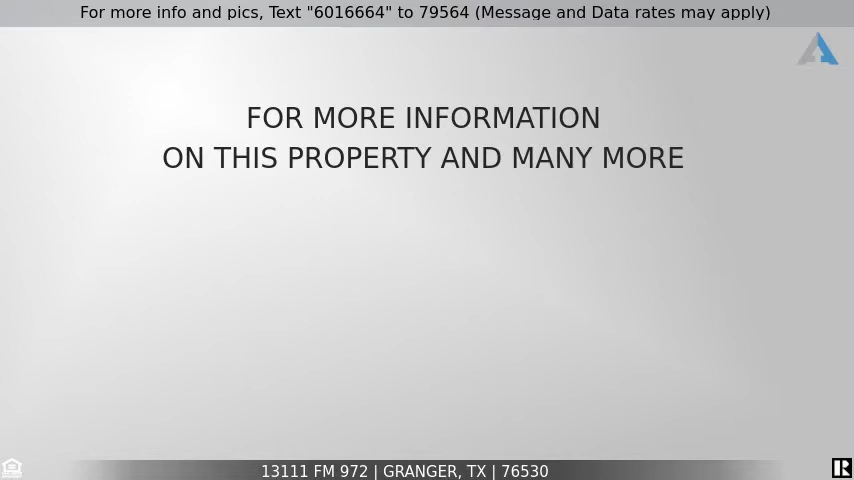 For more info and pics, Text "6016664" to 79564 (Message and Data rates may apply)
FOR MORE INFORMATION
ON THIS PROPERTY AND MANY MORE
13111 FM 972 | GRANGER, TX | 76530